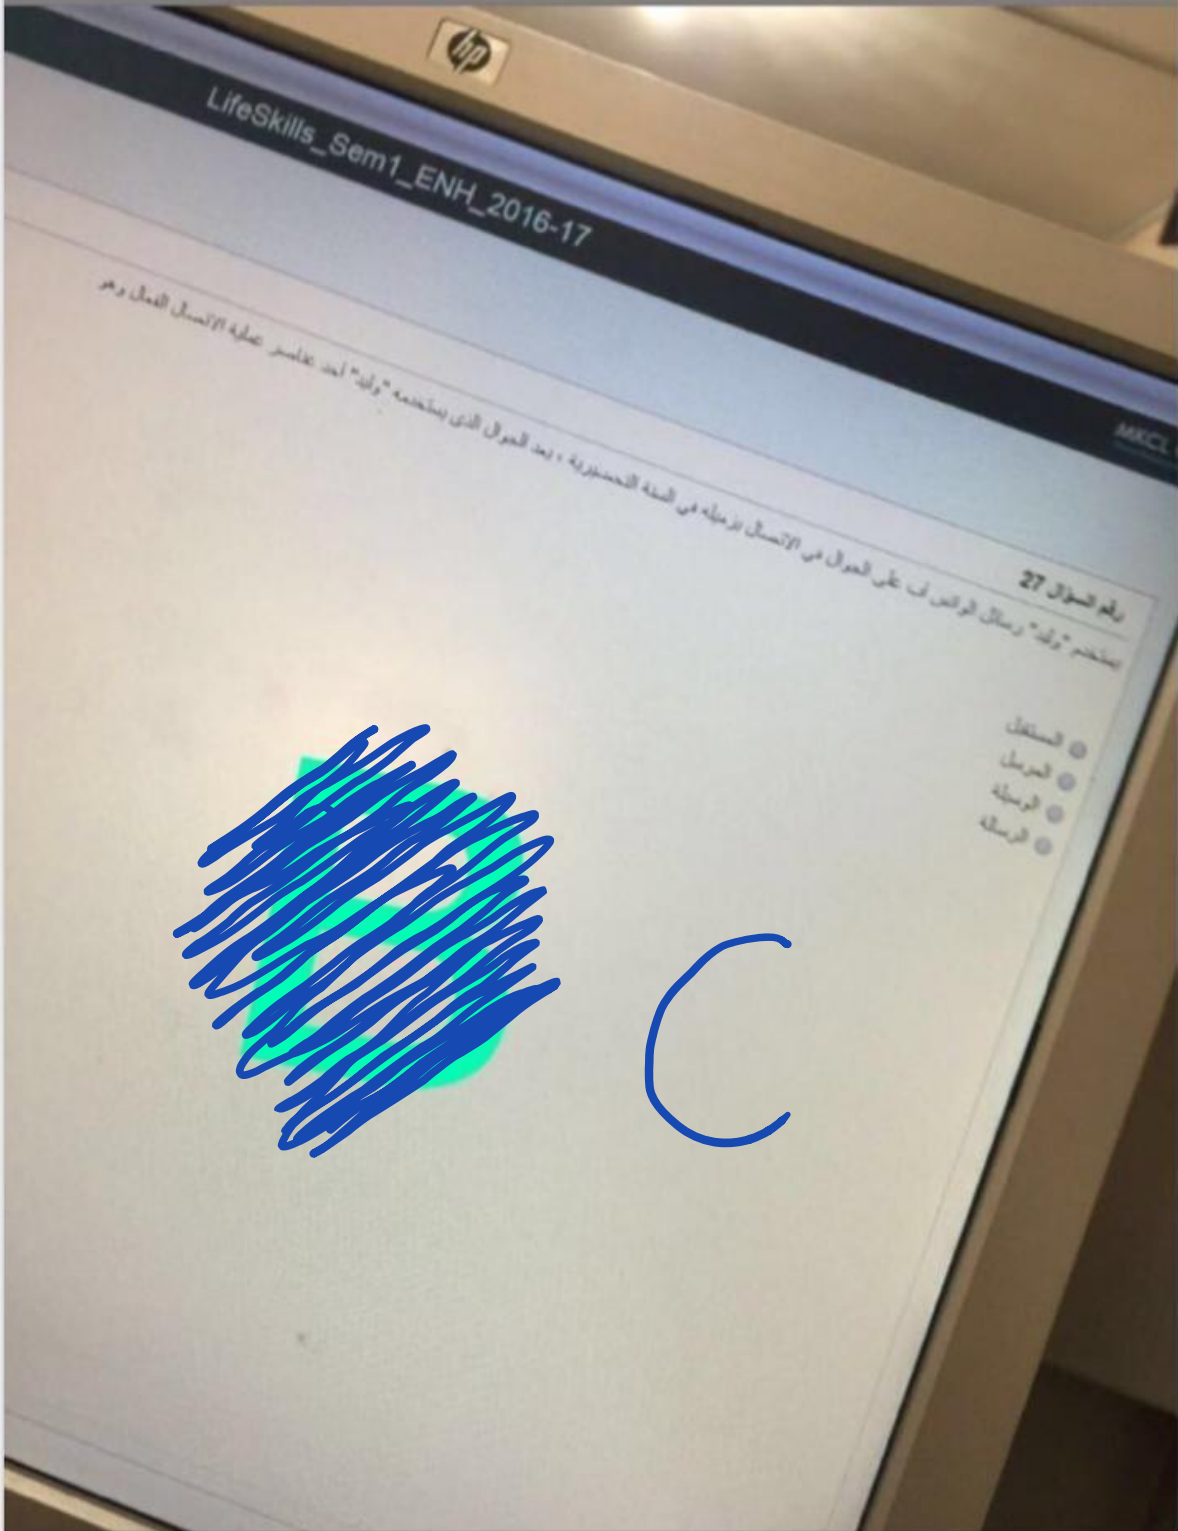 hp
LifeSkills_Sem1_ENH_2016-17
MKCL
رقم السؤال 27
يستخدم "وليد" رسائل الواتس أب على الجوال في الاتصال بزميله في السنة التحضيرية ، يعد الجوال الذى يستخدمه "وليد" أحد عناصر عملية الاتصال الفعال وهو
المستقبل
المرسل
الوسيلة
الرسالة
C